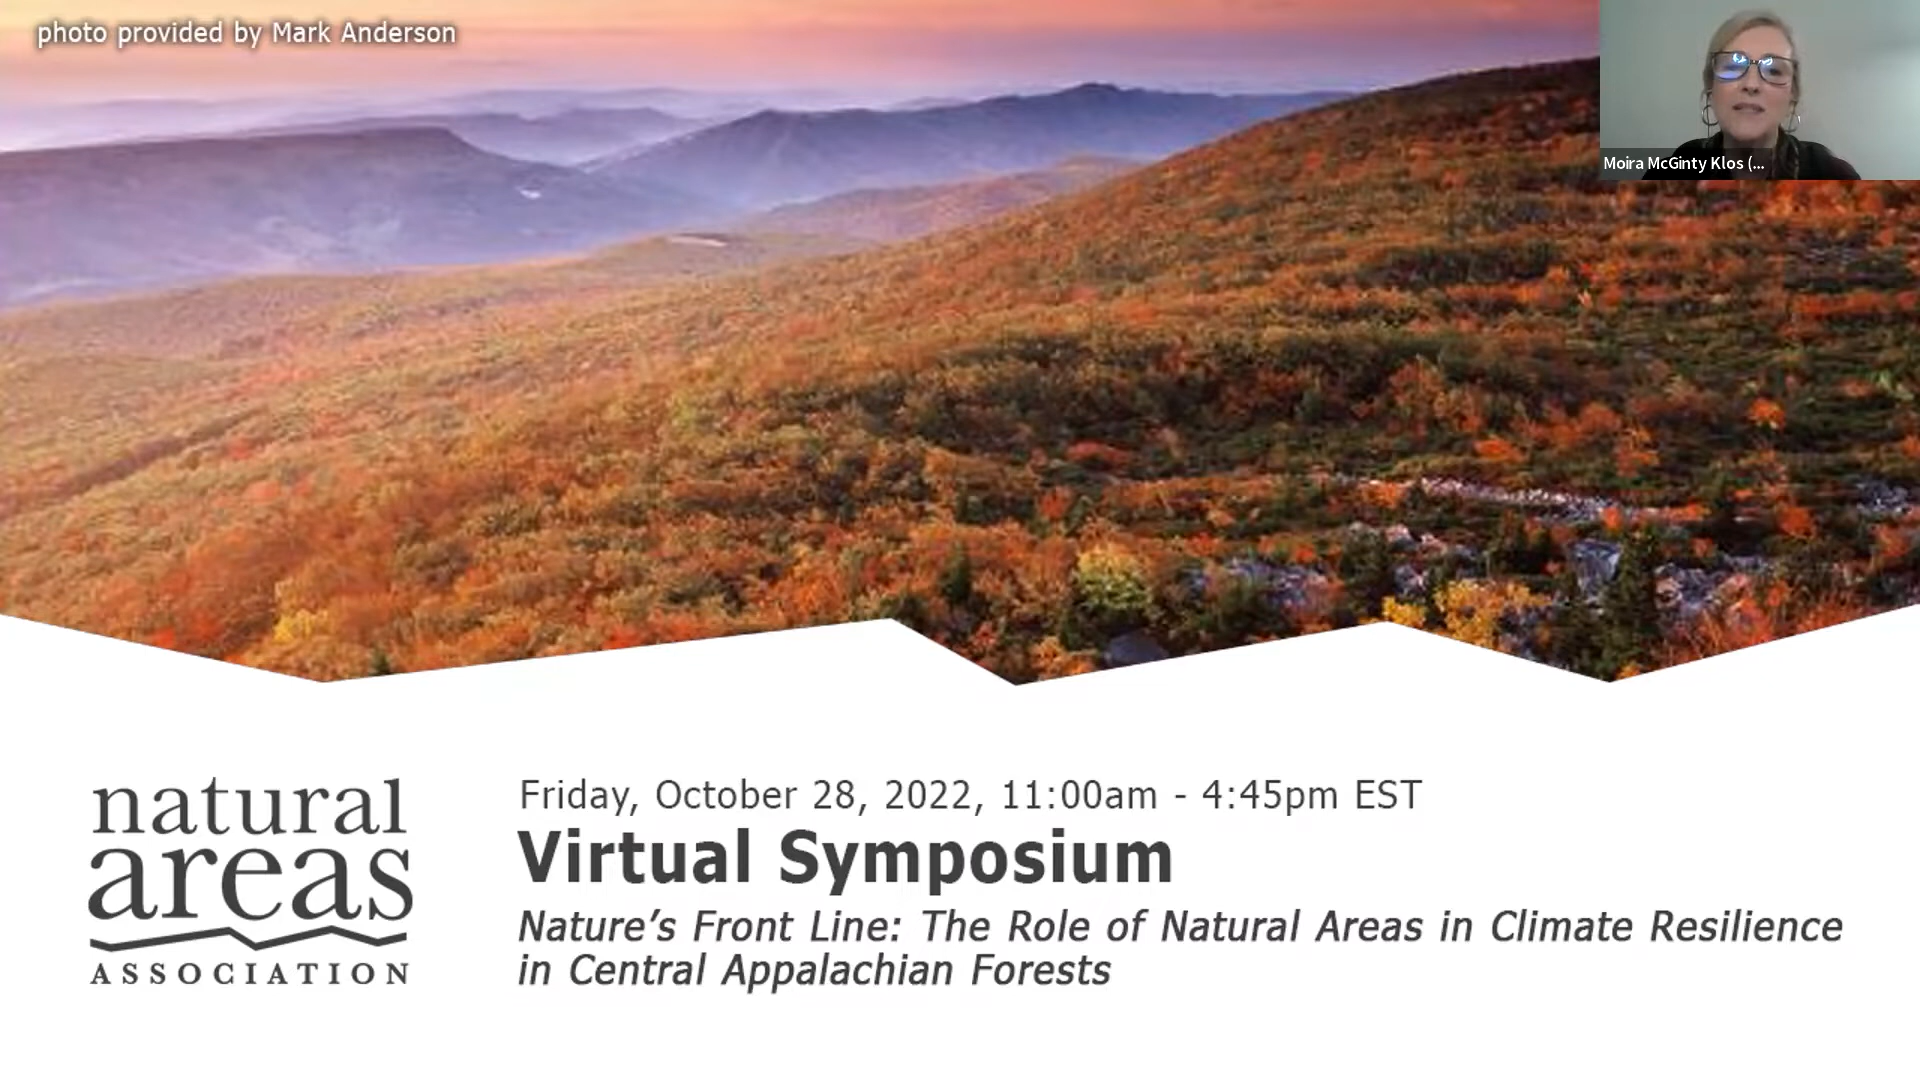 photo provided by Mark Anderson
Moira McGinty Klos (...
natural
areas
ASSOCIATION
Friday, October 28, 2022, 11:00am - 4:45pm EST
Virtual Symposium
Nature’s Front Line: The Role of Natural Areas in Climate Resilience
in Central Appalachian Forests